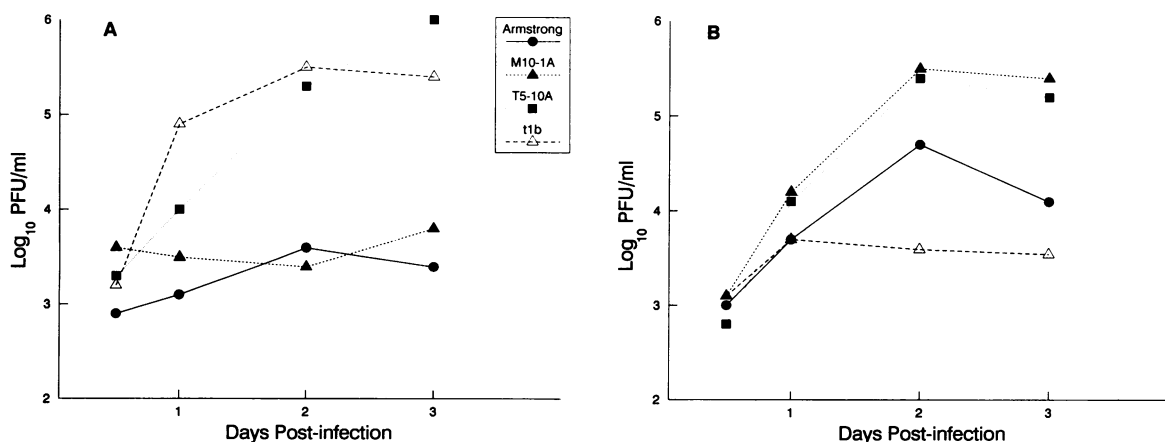 A
Armstrong
M10-1A
T5-10A
t1b
6
5
4
3
2
Log10 PFU/ml
1 2 3
Days Post-infection
B
6
5
4
3
2
Log10 PFU/ml
1 2 3
Days Post-infection